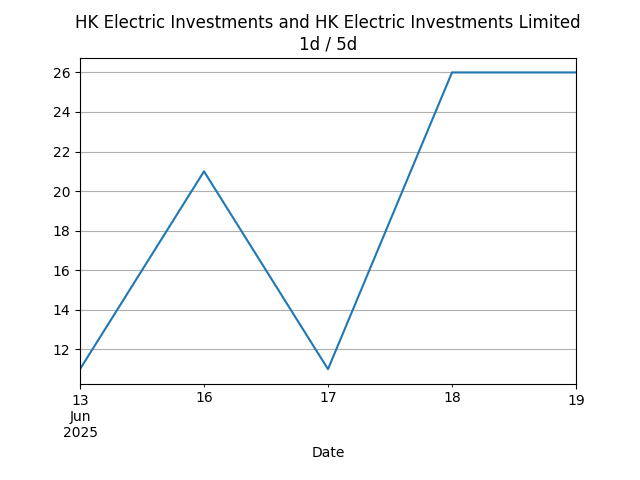 HK Electric Investments and HK Electric Investments Limited
1d / 5d
26
24
22
20
18
16
14
12
13 16 17 18 19
Jun
2025
Date